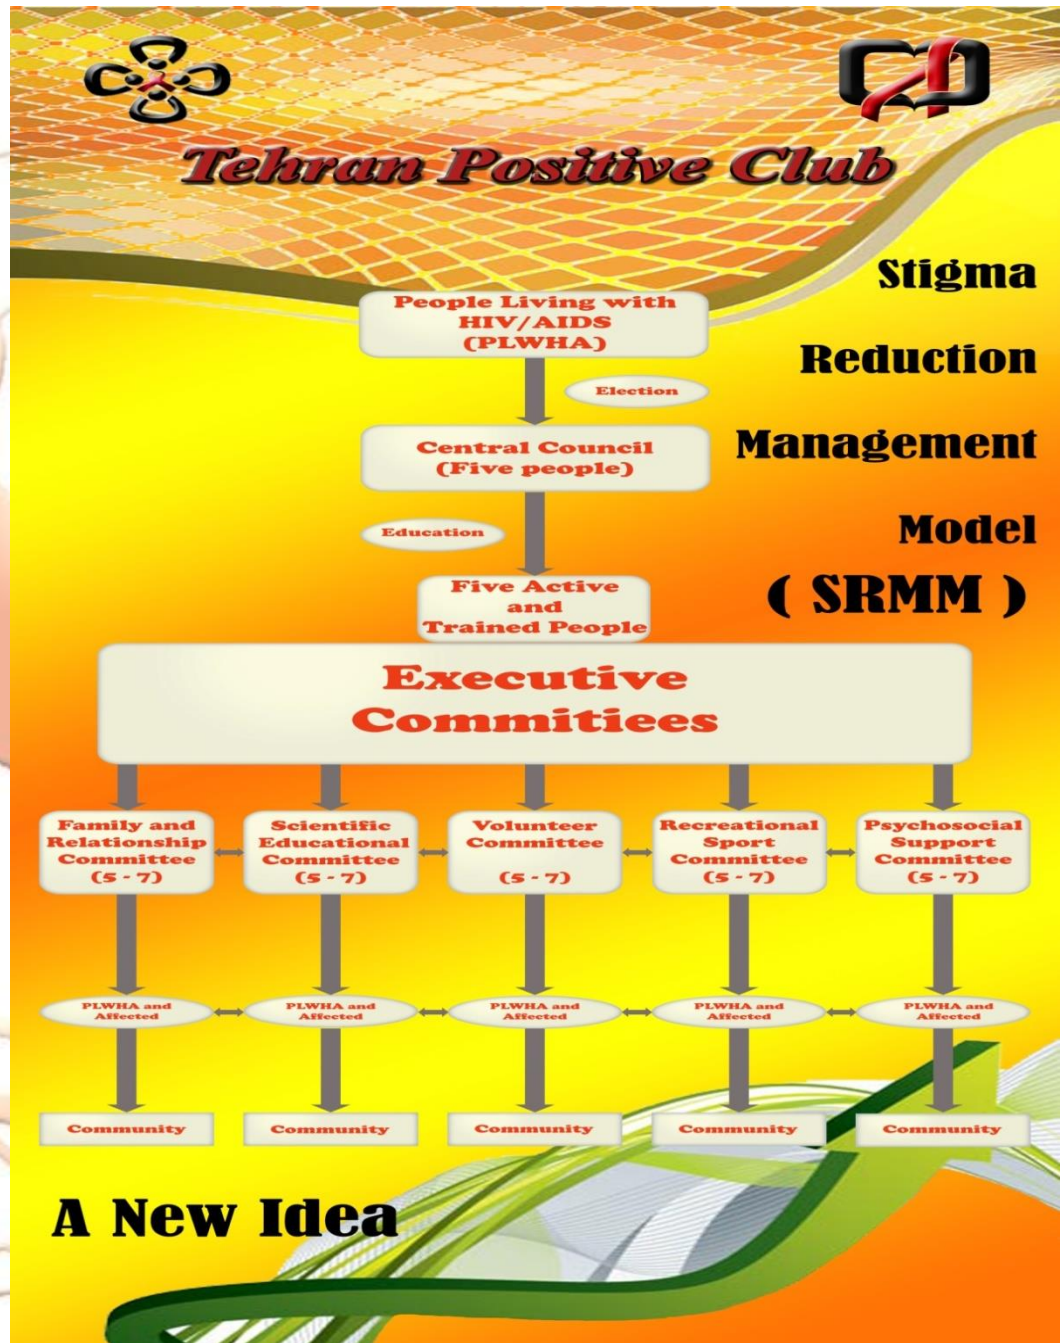 Tehran Positive Club
Stigma
Reduction
Management
Model
( SRMM )
People Living with
HIV/AIDS
(PLWHA)
Election
Central Council
(Five people)
Education
Five Active
and
Trained People
Executive
Commitiees
Family and
Relationship
Committee
(5 - 7)
Scientific
Educational
Committee
(5 - 7)
Volunteer
Committee
(5 - 7)
Recreational
Sport
Committee
(5 - 7)
Psychosocial
Support
Committee
(5 - 7)
PLWHA and
Affected
PLWHA and
Affected
PLWHA and
Affected
PLWHA and
Affected
PLWHA and
Affected
Community
Community
Community
Community
Community
A New Idea